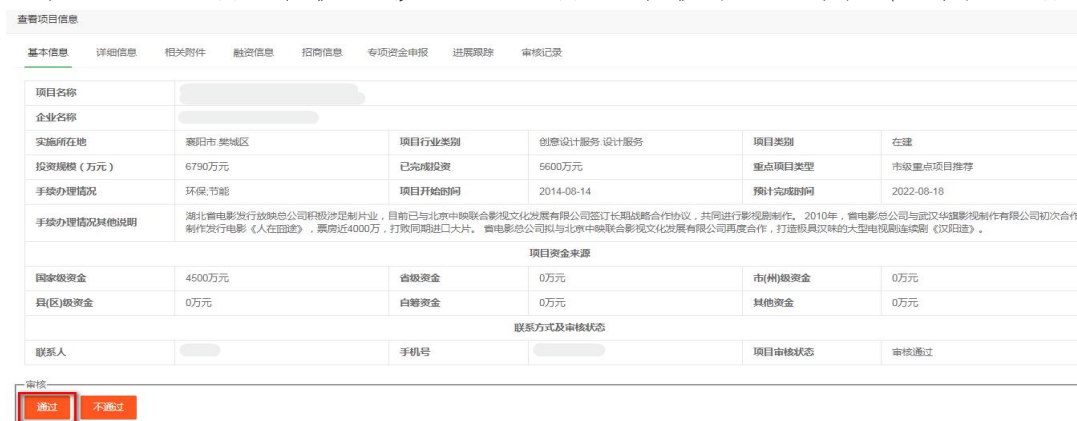 查看项目信息
基本信息 详细信息 相关附件 融资信息 招商信息 专项资金申报 进展跟踪 审核记录
项目名称
企业名称
实施所在地 襄阳市 樊城区 项目行业类别 创意设计服务 设计服务 项目类别 在建
投资规模（万元） 6790万元 已完成投资 5600万元 重点项目类型 市级重点项目推荐
手续办理情况 环保;节能 项目开始时间 2014-08-14 预计完成时间 2022-08-18
手续办理情况其他说明 湖北省电影发行放映总公司积极涉足制片业，目前已与北京中映联合影视文化发展有限公司签订长期战略合作协议，共同进行影视剧制作。 2010年，省电影总公司与武汉华旗影视制作有限公司初次合作
制作发行电影《人在囧途》，票房近4000万，打败同期进口大片。 省电影总公司拟与北京中映联合影视文化发展有限公司再度合作，打造极具汉味的大型电视剧连续剧《汉阳造》。
项目资金来源
国家级资金 4500万元 省级资金 0万元 市(州)级资金 0万元
县(区)级资金 0万元 自筹资金 0万元 其他资金 0万元
联系方式及审核状态
联系人 手机号 项目审核状态 审核通过
审核
通过 不通过